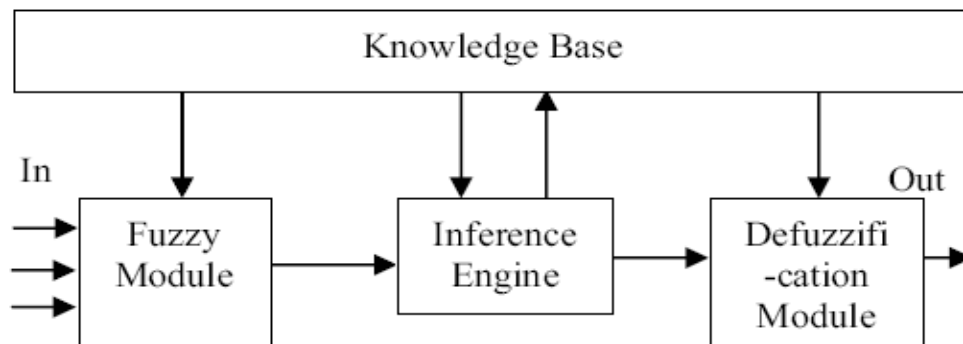 Knowledge Base
In
Out
Fuzzy
Module
Inference
Engine
Defuzzifi
-cation
Module